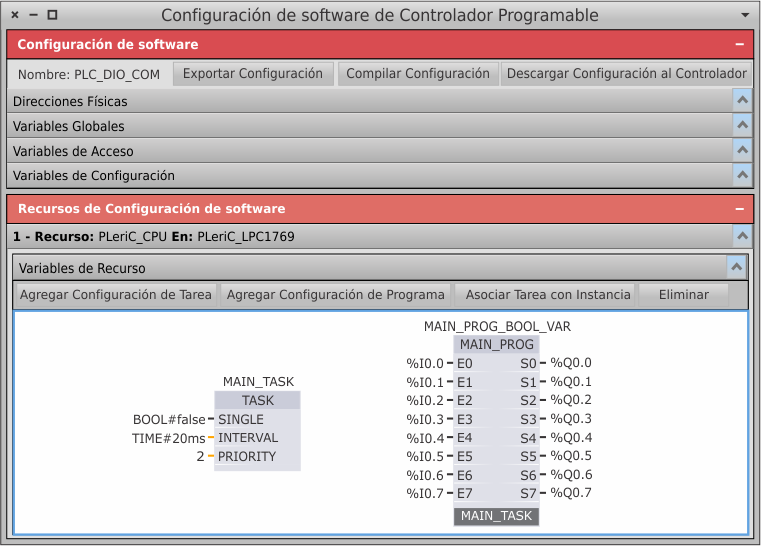 Configuración de software de Controlador Programable
Configuración de software
Nombre: PLC_DIO_COM Exportar Configuración Compilar Configuración Descargar Configuración al Controlador
Direcciones Físicas
Variables Globales
Variables de Acceso
Variables de Configuración
Recursos de Configuración de software
1 - Recurso: PLeriC_CPU En: PLeriC_LPC1769
Variables de Recurso
Agregar Configuración de Tarea Agregar Configuración de Programa Asociar Tarea con Instancia Eliminar
MAIN_TASK
TASK
BOOL#false SINGLE
TIME#20ms INTERVAL
2 PRIORITY
MAIN_PROG_BOOL_VAR
MAIN_PROG
%I0.0 E0 S0 %Q0.0
%I0.1 E1 S1 %Q0.1
%I0.2 E2 S2 %Q0.2
%I0.3 E3 S3 %Q0.3
%I0.4 E4 S4 %Q0.4
%I0.5 E5 S5 %Q0.5
%I0.6 E6 S6 %Q0.6
%I0.7 E7 S7 %Q0.7
MAIN_TASK